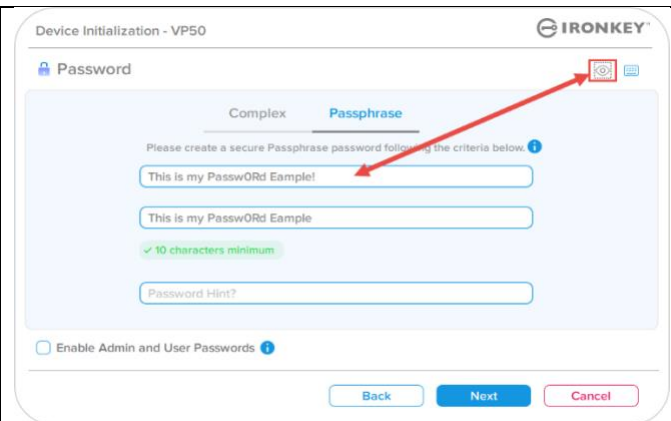 Device Initialization - VP50
IRONKEY
Password
Complex Passphrase
Please create a secure Passphrase password following the criteria below.
This is my Passw0Rd Eample!
This is my Passw0Rd Eample
✓ 10 characters minimum
Password Hint?
Enable Admin and User Passwords
Back Next Cancel